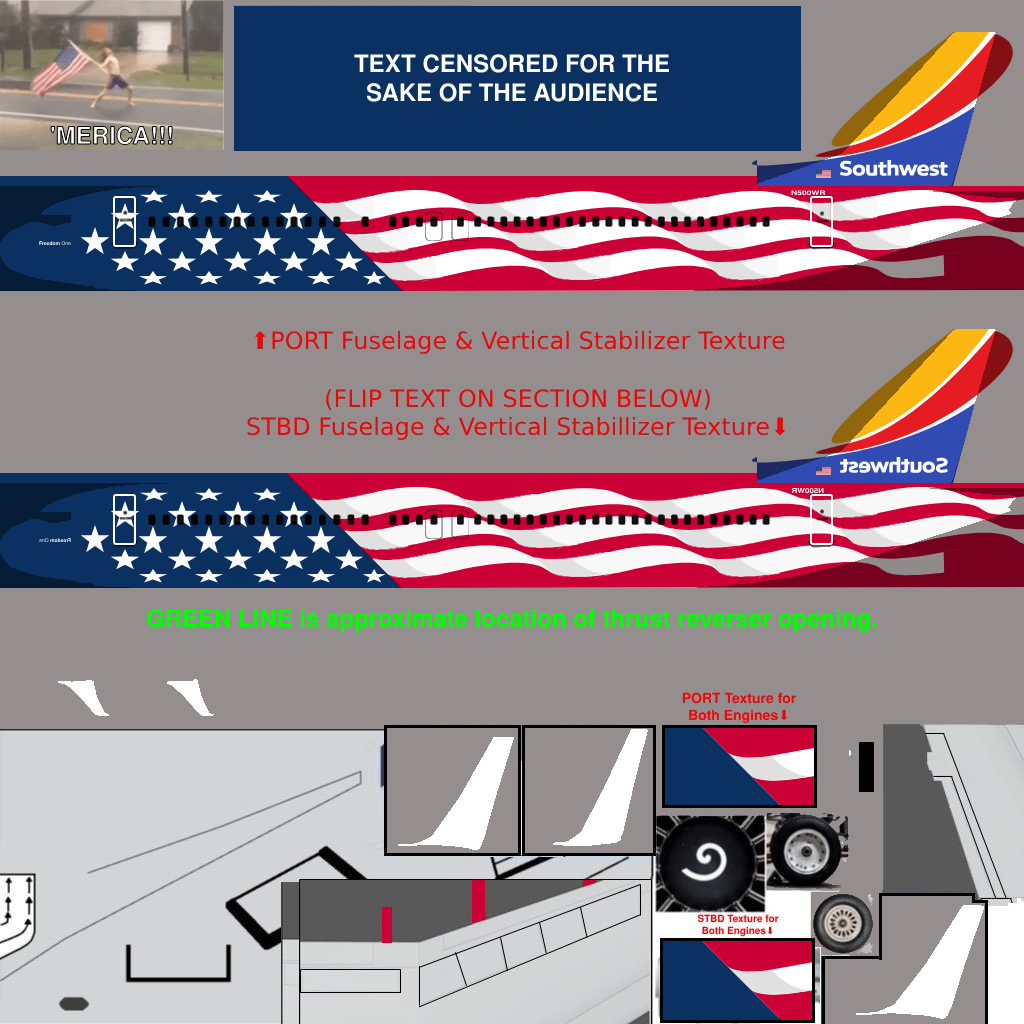 'MERICA!!!
TEXT CENSORED FOR THE
SAKE OF THE AUDIENCE
Southwest
N500WR
Freedom One
⬆PORT Fuselage & Vertical Stabilizer Texture
(FLIP TEXT ON SECTION BELOW)
STBD Fuselage & Vertical Stabillizer Texture⬇
Southwest
N500WR
Freedom One
GREEN LINE is approximate location of thrust reverser opening.
PORT Texture for
Both Engines⬇
STBD Texture for
Both Engines⬇